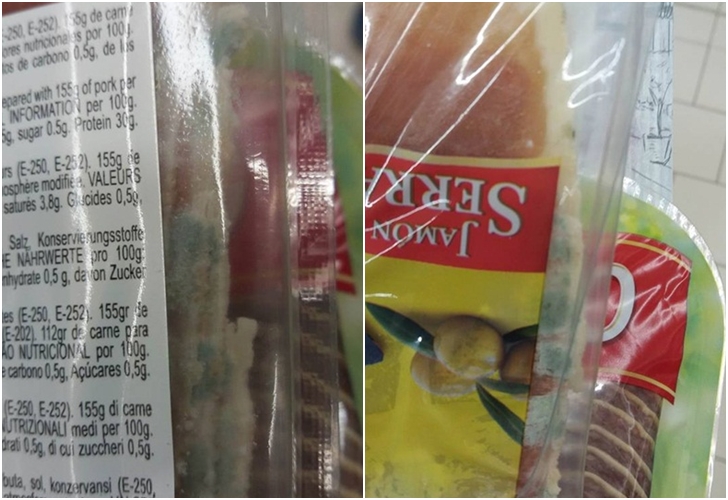 -250, E-252). 155g de carne
ores nutricionales por 100g.
tos de carbono 0,5g, de los
epared with 155g of pork per
INFORMATION per 100g.
5g, sugar 0.5g. Protein 30g.
rs (E-250, E-252). 155g de
osphère modifiée. VALEURS
saturés 3,8g. Glucides 0,5g,
Salz, Konservierungsstoffe
HE NÄHRWERTE pro 100g:
nhydrate 0,5 g, davon Zucker
es (E-250, E-252). 155gr de
(E-202). 112gr de carne para
ÃO NUTRICIONAL por 100g.
e carbono 0,5g, Açúcares 0,5g.
(E-250, E-252). 155g di carne
NUTRIZIONALI medi per 100g.
drati 0,5g, di cui zuccheri 0,5g.
buta, sol, konzervansi (E-250,
JAMÓN
SERRA
O